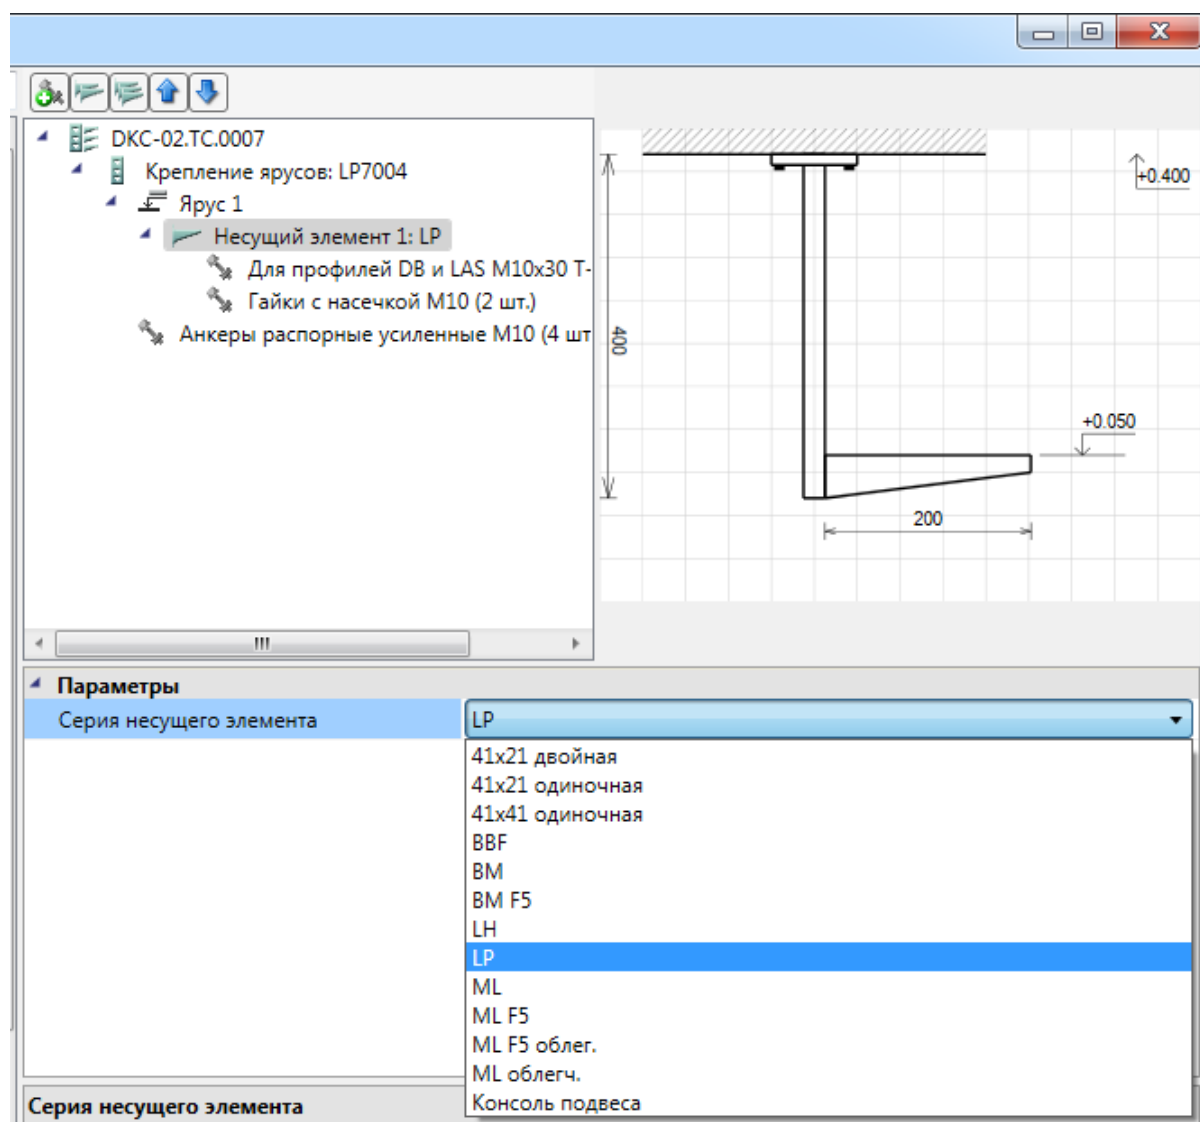 DKC-02.TC.0007
Крепление ярусов: LP7004
Ярус 1
Несущий элемент 1: LP
Для профилей DB и LAS M10x30 T-
Гайки с насечкой M10 (2 шт.)
Анкеры распорные усиленные M10 (4 шт
+0.400
400
+0.050
200
Параметры
Серия несущего элемента
LP
41x21 двойная
41x21 одиночная
41x41 одиночная
BBF
BM
BM F5
LH
LP
ML
ML F5
ML F5 облег.
ML облегч.
Консоль подвеса
Серия несущего элемента